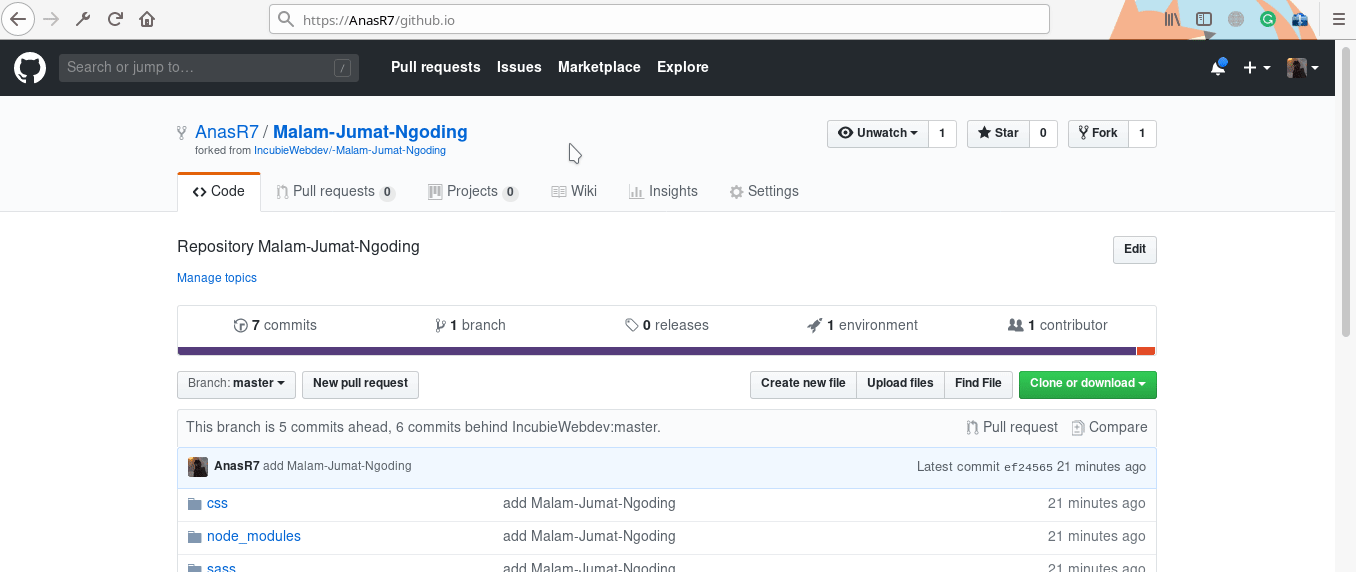 https://AnasR7/github.io
Search or jump to… /
Pull requests Issues Marketplace Explore
AnasR7 / Malam-Jumat-Ngoding
Unwatch 1 Star 0 Fork 1
forked from IncubieWebdev/-Malam-Jumat-Ngoding
Code Pull requests 0 Projects 0 Wiki Insights Settings
Repository Malam-Jumat-Ngoding
Edit
Manage topics
7 commits 1 branch 0 releases 1 environment 1 contributor
Branch: master New pull request Create new file Upload files Find File Clone or download
This branch is 5 commits ahead, 6 commits behind IncubieWebdev:master. Pull request Compare
AnasR7 add Malam-Jumat-Ngoding Latest commit ef24565 21 minutes ago
css add Malam-Jumat-Ngoding 21 minutes ago
node_modules add Malam-Jumat-Ngoding 21 minutes ago
sass add Malam-Jumat-Ngoding 21 minutes ago